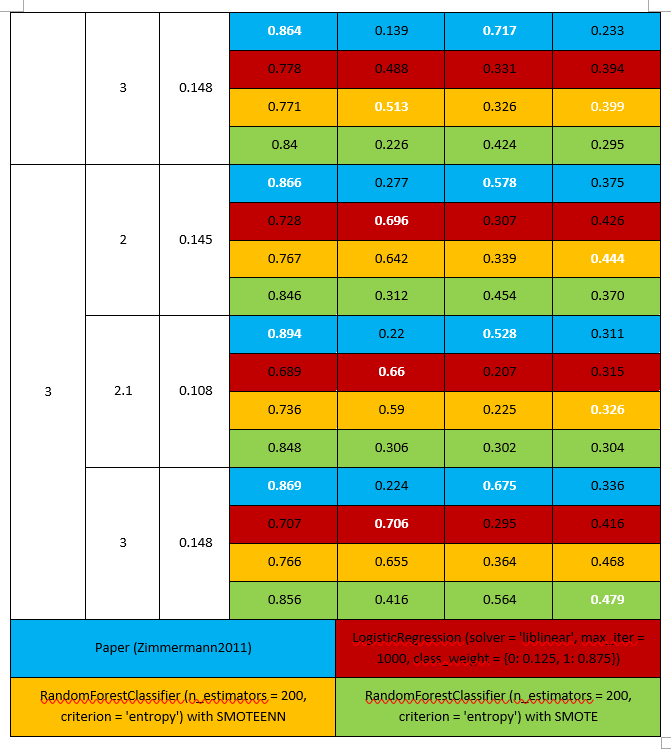 3 0.148
0.864 0.139 0.717 0.233
0.778 0.488 0.331 0.394
0.771 0.513 0.326 0.399
0.84 0.226 0.424 0.295
3
2 0.145
0.866 0.277 0.578 0.375
0.723 0.696 0.307 0.426
0.767 0.642 0.339 0.444
0.846 0.312 0.454 0.370
2.1 0.108
0.894 0.22 0.528 0.311
0.689 0.66 0.207 0.315
0.736 0.59 0.225 0.326
0.848 0.306 0.302 0.304
3 0.148
0.869 0.224 0.675 0.336
0.707 0.706 0.295 0.416
0.766 0.655 0.364 0.468
0.856 0.416 0.564 0.479
Paper (Zimmermann2011)
LogisticRegression (solver = 'liblinear', max_iter =
1000, class_weight = {0: 0.125, 1: 0.875})
RandomForestClassifier (n_estimators = 200,
criterion = 'entropy') with SMOTEENN
RandomForestClassifier (n_estimators = 200,
criterion = 'entropy') with SMOTE